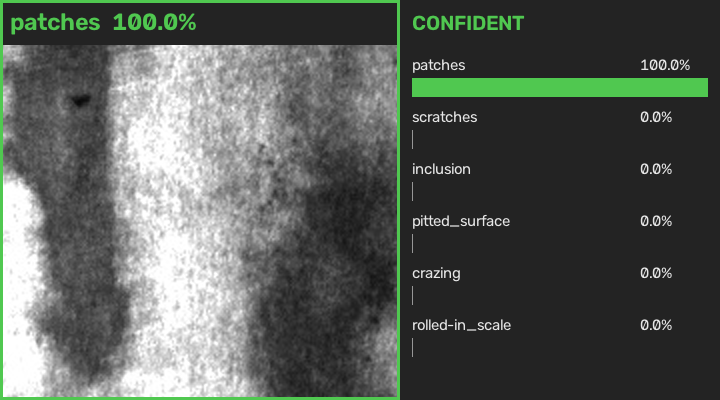 patches 100.0%
CONFIDENT
patches 100.0%
scratches 0.0%
inclusion 0.0%
pitted_surface 0.0%
crazing 0.0%
rolled-in_scale 0.0%